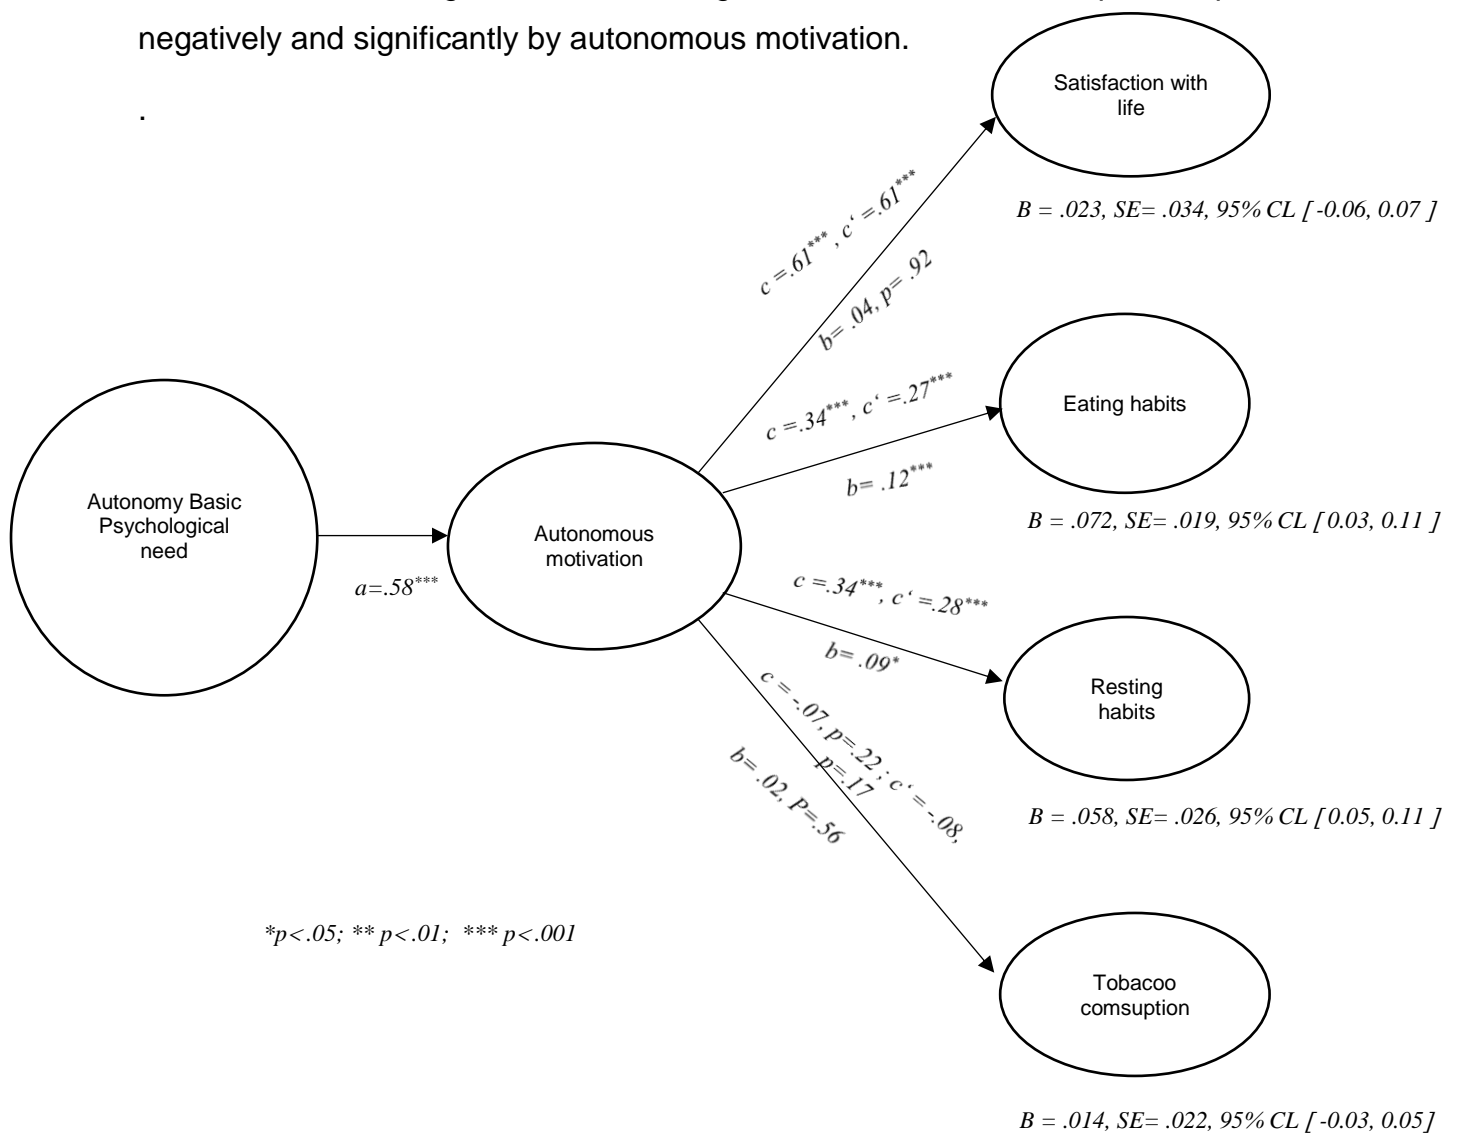 negatively and significantly by autonomous motivation.
.
Satisfaction with
life
B = .023, SE= .034, 95% CL [ -0.06, 0.07 ]
c =.61***, c‘ =.61***
b= .04, p= .92
Eating habits
c =.34***, c‘ =.27***
b= .12***
B = .072, SE= .019, 95% CL [ 0.03, 0.11 ]
Autonomy Basic
Psychological
need
a=.58***
Autonomous
motivation
c =.34***, c‘ =.28***
b= .09*
Resting
habits
B = .058, SE= .026, 95% CL [ 0.05, 0.11 ]
c = -.07, p=.22 ; c‘ = -.08,
p=.17
b= .02, P=.56
*p<.05; ** p<.01; *** p<.001
Tobacoo
comsuption
B = .014, SE= .022, 95% CL [ -0.03, 0.05]